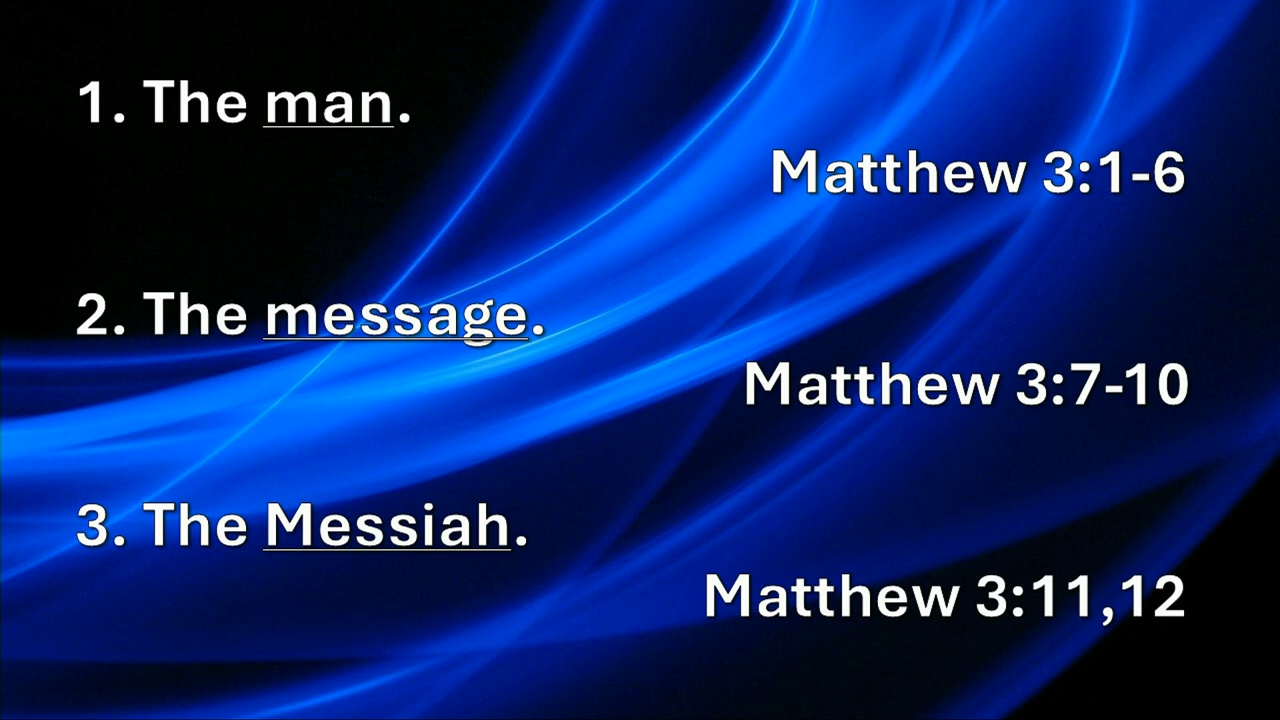 1. The man.
Matthew 3:1-6
2. The message.
Matthew 3:7-10
3. The Messiah.
Matthew 3:11,12